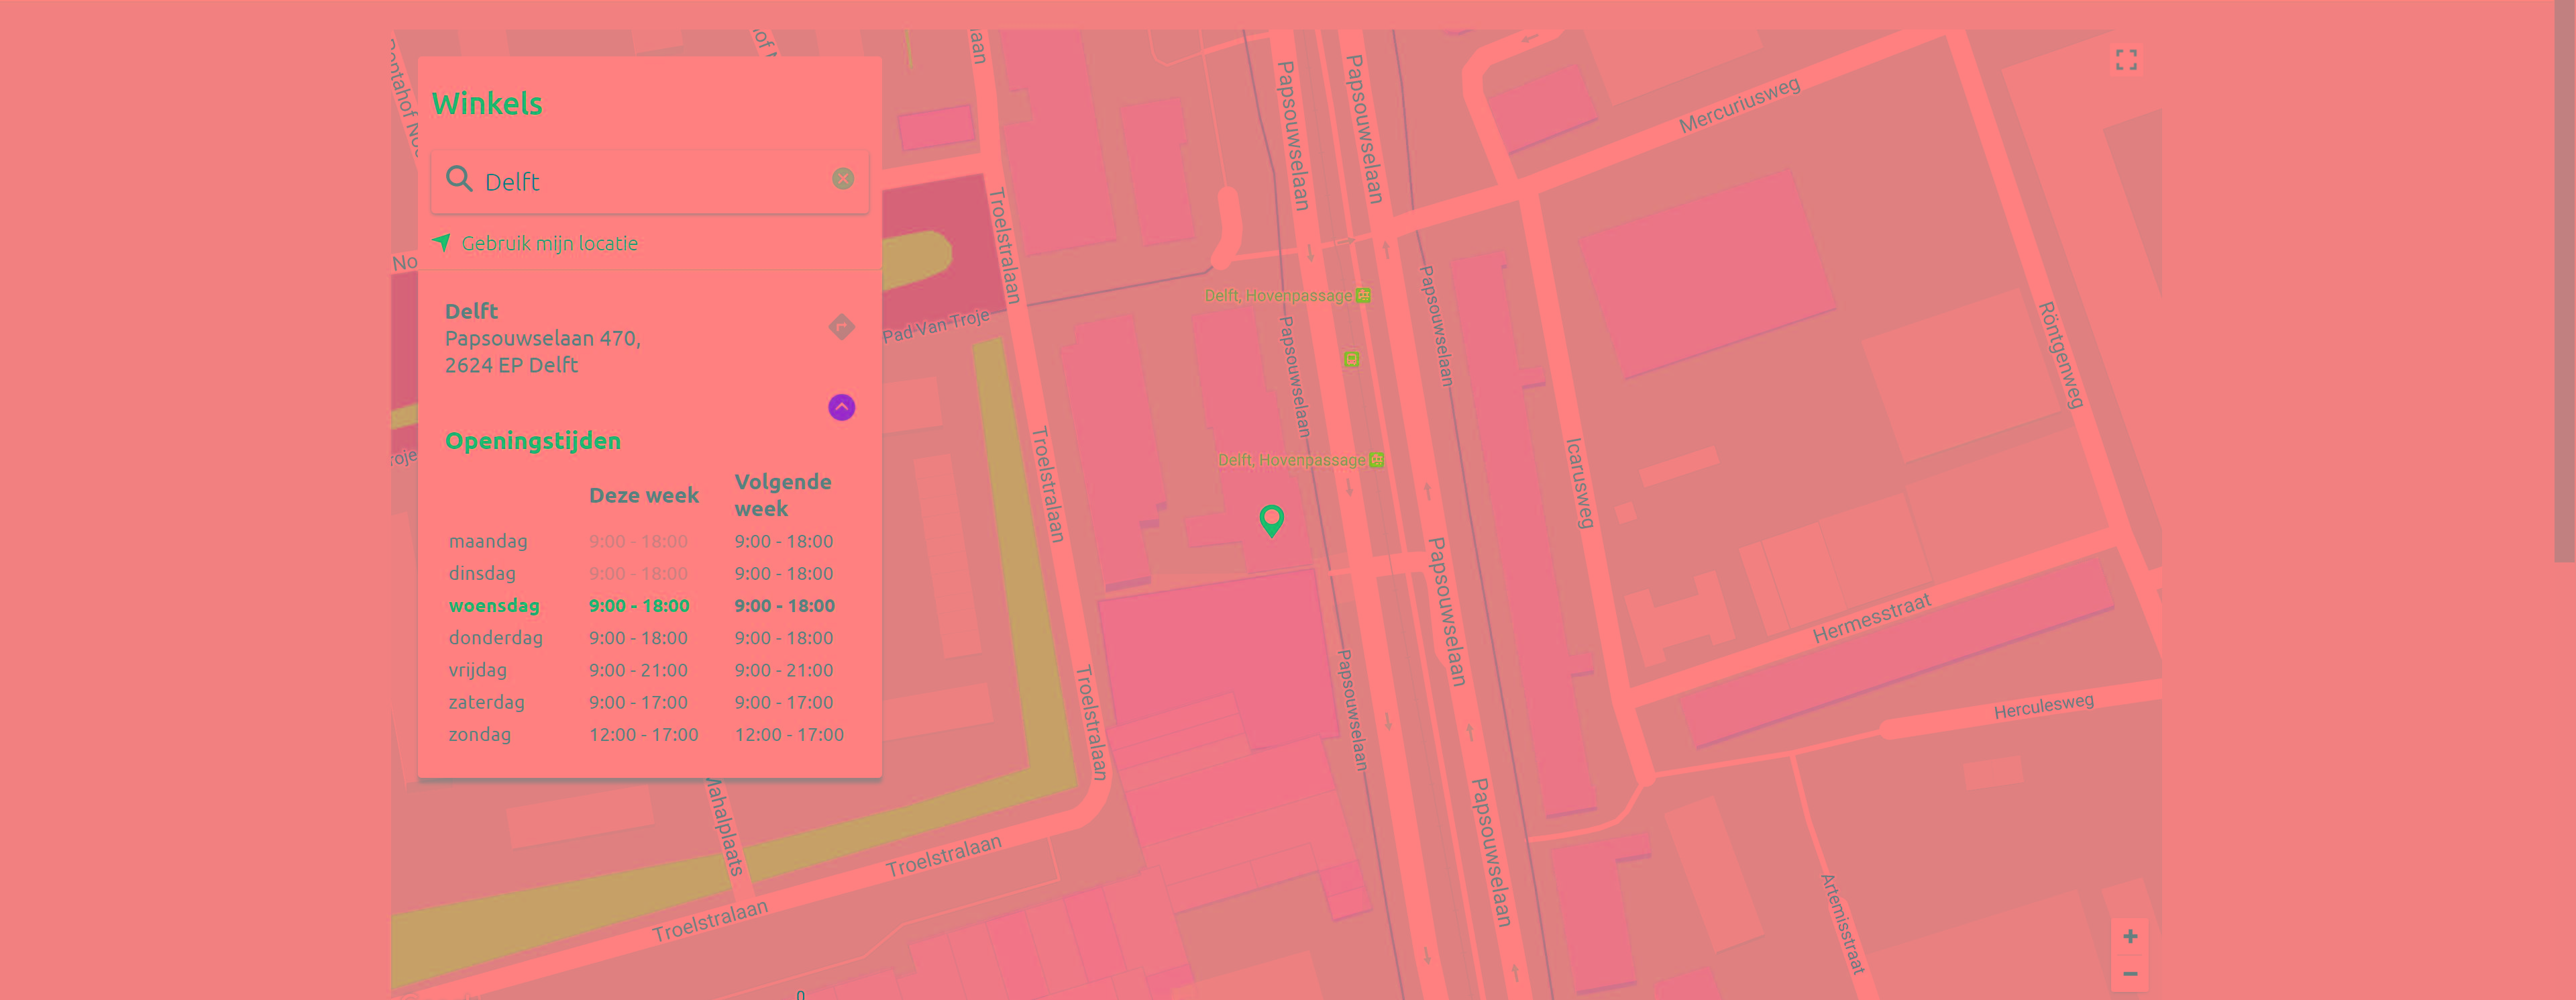 Winkels
Delft
Gebruik mijn locatie
Delft
Papsouwselaan 470,
2624 EP Delft
Openingstijden
Deze week Volgende week
maandag 9:00 - 18:00 9:00 - 18:00
dinsdag 9:00 - 18:00 9:00 - 18:00
woensdag 9:00 - 18:00 9:00 - 18:00
donderdag 9:00 - 18:00 9:00 - 18:00
vrijdag 9:00 - 21:00 9:00 - 21:00
zaterdag 9:00 - 17:00 9:00 - 17:00
zondag 12:00 - 17:00 12:00 - 17:00
Papsouwselaan
Papsouwselaan
Mercuriusweg
Troelstralaan
Pad Van Troje
Delft, Hovenpassage
Papsouwselaan
Papsouwselaan
Röntgenweg
Troelstralaan
Delft, Hovenpassage
Icarusweg
Papsouwselaan
Hermesstraat
Troelstralaan
Papsouwselaan
Herculesweg
Papsouwselaan
Troelstralaan
Troelstralaan
Artemisstraat
+
−